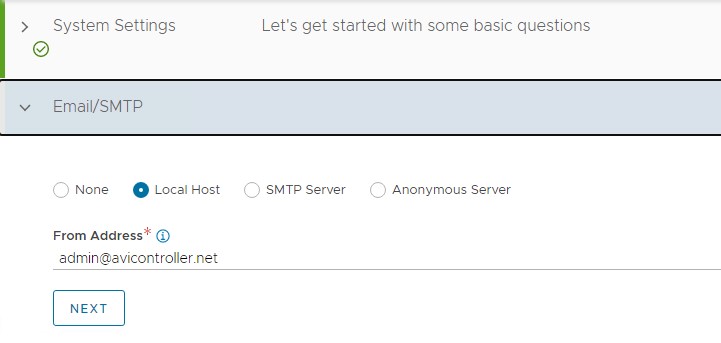 System Settings Let's get started with some basic questions
Email/SMTP
None Local Host SMTP Server Anonymous Server
From Address*
admin@avicontroller.net
NEXT